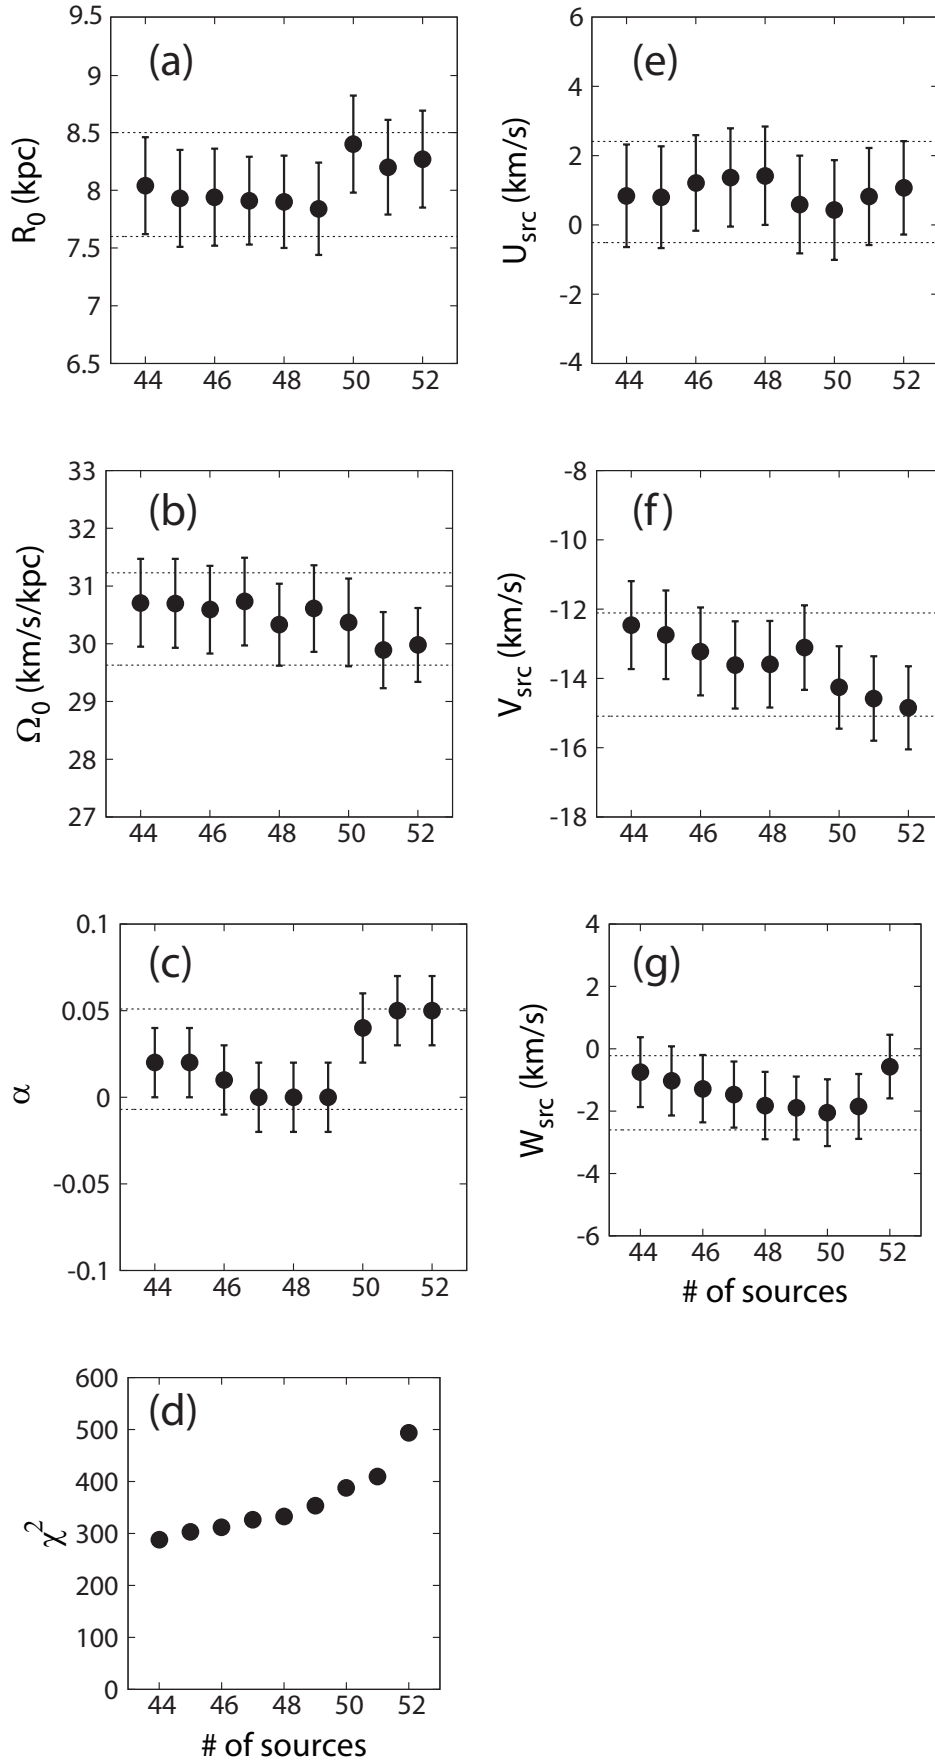 (a)
R0 (kpc)
9.5
9
8.5
8
7.5
7
6.5
44 46 48 50 52
(e)
Usrc (km/s)
6
4
2
0
-2
-4
44 46 48 50 52
(b)
Ω0 (km/s/kpc)
33
32
31
30
29
28
27
44 46 48 50 52
(f)
Vsrc (km/s)
-8
-10
-12
-14
-16
-18
44 46 48 50 52
(c)
α
0.1
0.05
0
-0.05
-0.1
44 46 48 50 52
(g)
Wsrc (km/s)
4
2
0
-2
-4
-6
44 46 48 50 52
# of sources
(d)
χ2
600
500
400
300
200
100
0
44 46 48 50 52
# of sources